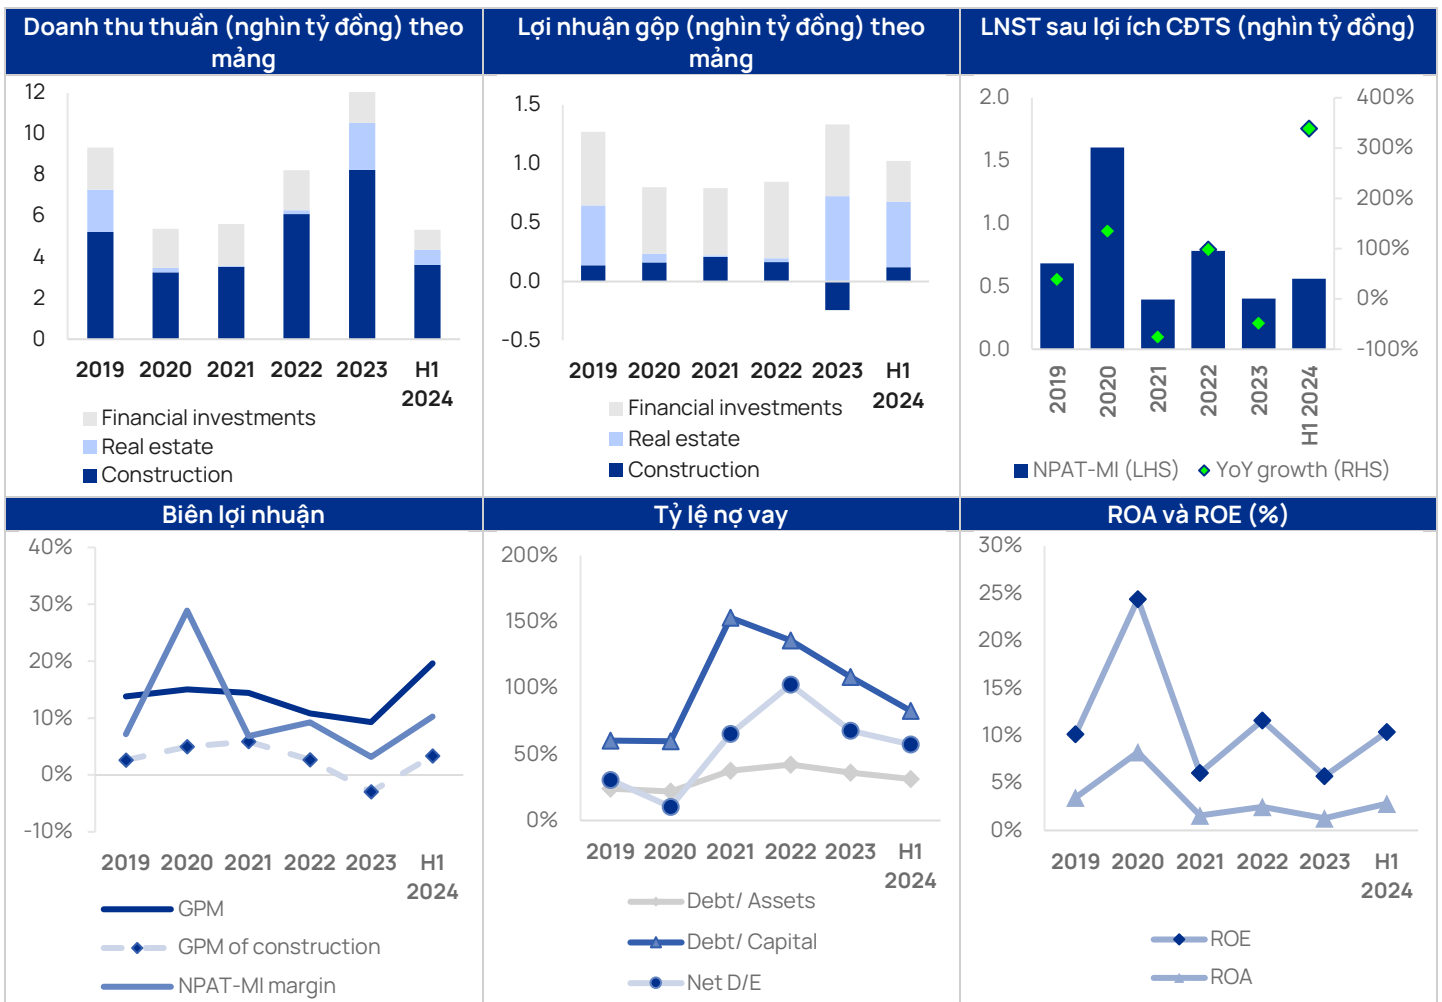 Doanh thu thuần (nghìn tỷ đồng) theo
mảng
12
10
8
6
4
2
0
2019 2020 2021 2022 2023 H1
2024
Financial investments
Real estate
Construction
Lợi nhuận gộp (nghìn tỷ đồng) theo
mảng
1.5
1.0
0.5
0.0
-0.5
2019 2020 2021 2022 2023 H1
2024
Financial investments
Real estate
Construction
LNST sau lợi ích CĐTS (nghìn tỷ đồng)
2.0
1.5
1.0
0.5
0.0
400%
300%
200%
100%
0%
-100%
2019
2020
2021
2022
2023
H1 2024
NPAT-MI (LHS) YoY growth (RHS)
Biên lợi nhuận
40%
30%
20%
10%
0%
-10%
2019 2020 2021 2022 2023 H1
2024
GPM
GPM of construction
NPAT-MI margin
Tỷ lệ nợ vay
200%
150%
100%
50%
0%
2019 2020 2021 2022 2023 H1
2024
Debt/ Assets
Debt/ Capital
Net D/E
ROA và ROE (%)
30%
25%
20%
15%
10%
5%
0%
2019 2020 2021 2022 2023 H1
2024
ROE
ROA